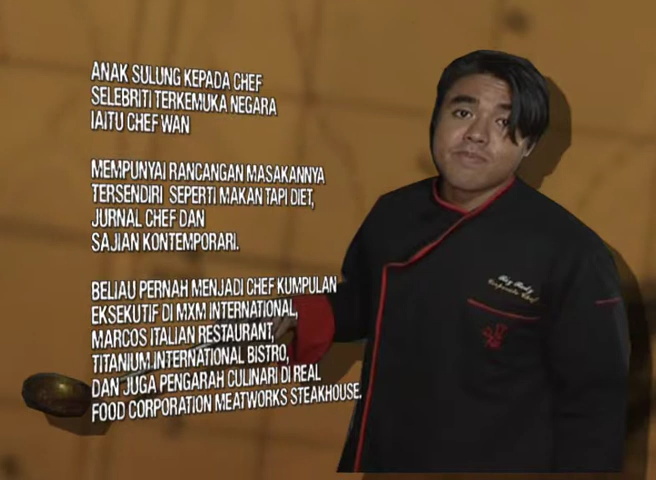 ANAK SULUNG KEPADA CHEF
SELEBRITI TERKEMUKA NEGARA
IAITU CHEF WAN
MEMPUNYAI RANCANGAN MASAKANNYA
TERSENDIRI SEPERTI MAKAN TAPI DIET,
JURNAL CHEF DAN
SAJIAN KONTEMPORARI.
BELIAU PERNAH MENJADI CHEF KUMPULAN
EKSEKUTIF DI MXM INTERNATIONAL,
MARCOS ITALIAN RESTAURANT,
TITANIUM INTERNATIONAL BISTRO,
DAN JUGA PENGARAH CULINARI DI REAL
FOOD CORPORATION MEATWORKS STEAKHOUSE.
Corporate Chef